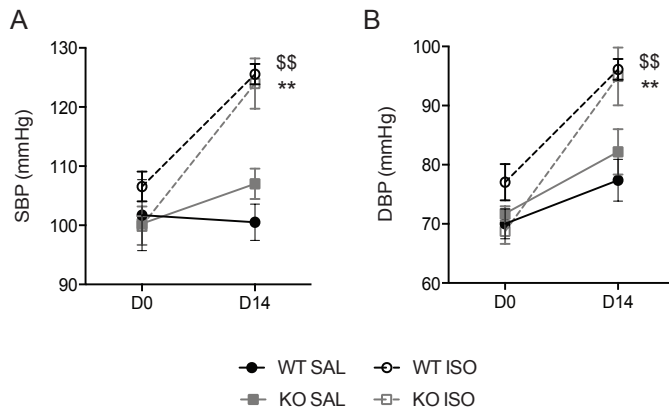 A
B
SBP (mmHg)
130
120
110
100
90
D0
D14
$$
**
DBP (mmHg)
100
90
80
70
60
D0
D14
$$
**
WT SAL
WT ISO
KO SAL
KO ISO